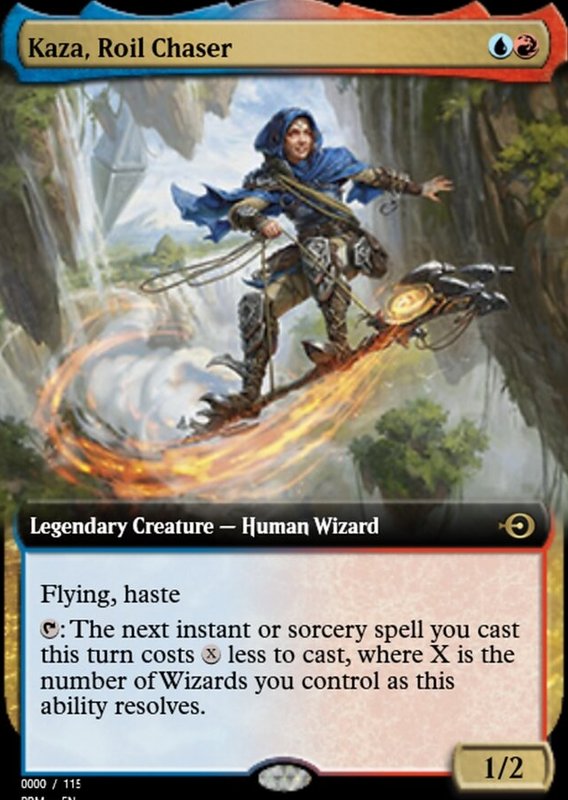 Kaza, Roil Chaser
Legendary Creature — Human Wizard
Flying, haste
: The next instant or sorcery spell you cast
this turn costs X less to cast, where X is the
number of Wizards you control as this
ability resolves.
1/2
0000 / 115
EN